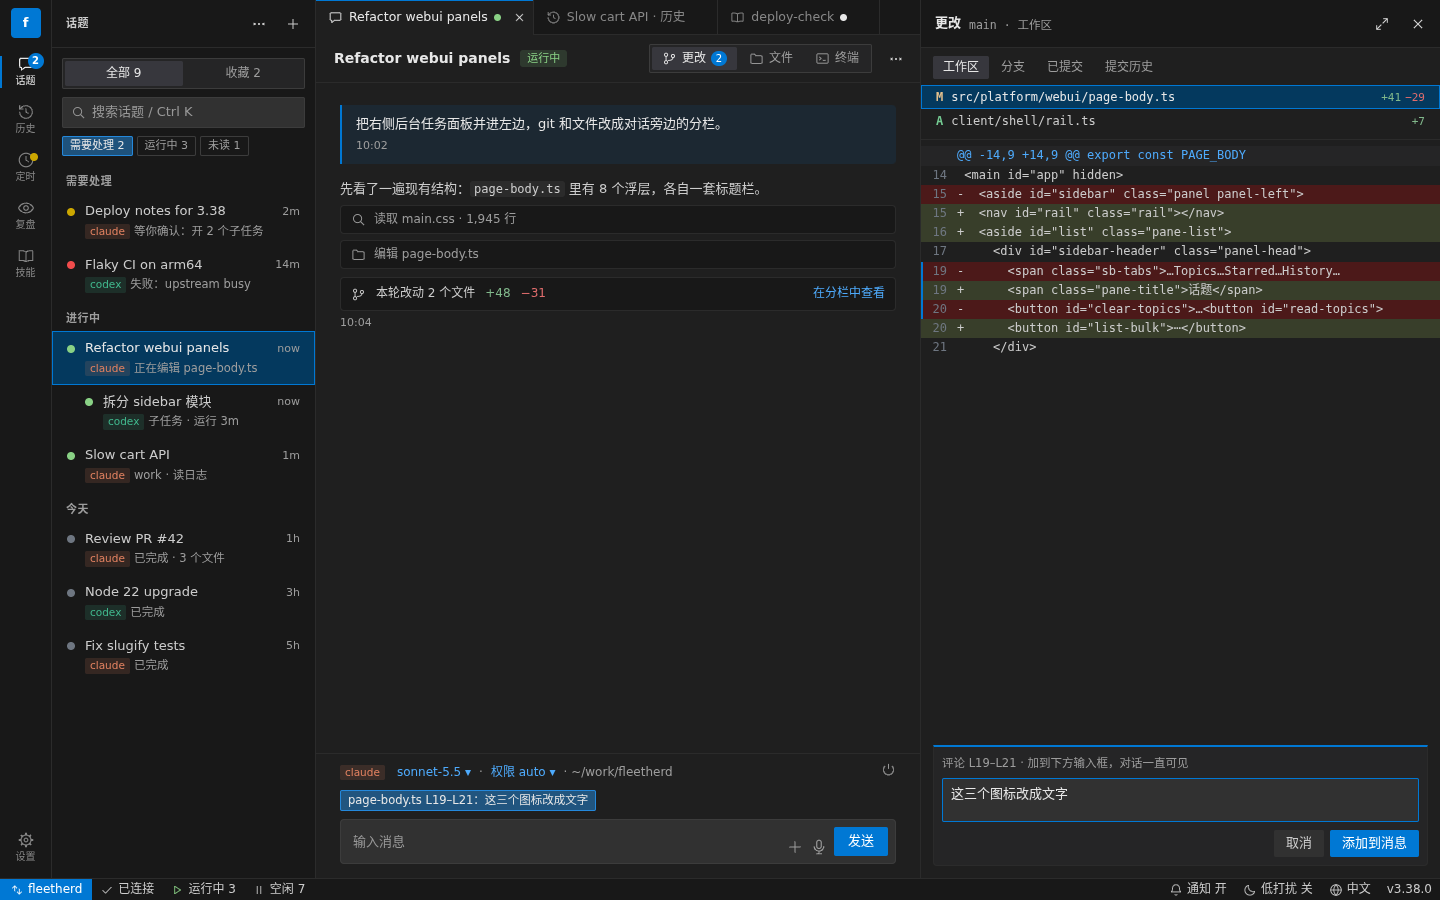 f
话题
2
历史
定时
复盘
技能
设置
话题
全部 9
收藏 2
搜索话题 / Ctrl K
需要处理 2
运行中 3
未读 1
需要处理
Deploy notes for 3.38 2m
claude 等你确认：开 2 个子任务
Flaky CI on arm64 14m
codex 失败：upstream busy
进行中
Refactor webui panels now
claude 正在编辑 page-body.ts
拆分 sidebar 模块 now
codex 子任务 · 运行 3m
Slow cart API 1m
claude work · 读日志
今天
Review PR #42 1h
claude 已完成 · 3 个文件
Node 22 upgrade 3h
codex 已完成
Fix slugify tests 5h
claude 已完成
Refactor webui panels
Slow cart API · 历史
deploy-check
Refactor webui panels 运行中
更改 2
文件
终端
把右侧后台任务面板并进左边，git 和文件改成对话旁边的分栏。
10:02
先看了一遍现有结构：page-body.ts 里有 8 个浮层，各自一套标题栏。
读取 main.css · 1,945 行
编辑 page-body.ts
本轮改动 2 个文件 +48 −31 在分栏中查看
10:04
claude sonnet-5.5 ▾ · 权限 auto ▾ · ~/work/fleetherd
page-body.ts L19–L21：这三个图标改成文字
输入消息
发送
更改 main · 工作区
工作区 分支 已提交 提交历史
M src/platform/webui/page-body.ts +41 −29
A client/shell/rail.ts +7
@@ -14,9 +14,9 @@ export const PAGE_BODY
14 <main id="app" hidden>
15 - <aside id="sidebar" class="panel panel-left">
15 + <nav id="rail" class="rail"></nav>
16 + <aside id="list" class="pane-list">
17 <div id="sidebar-header" class="panel-head">
19 - <span class="sb-tabs">…Topics…Starred…History…
19 + <span class="pane-title">话题</span>
20 - <button id="clear-topics">…<button id="read-topics">
20 + <button id="list-bulk">⋯</button>
21 </div>
评论 L19–L21 · 加到下方输入框，对话一直可见
这三个图标改成文字
取消 添加到消息
fleetherd 已连接 运行中 3 空闲 7
通知 开 低打扰 关 中文 v3.38.0